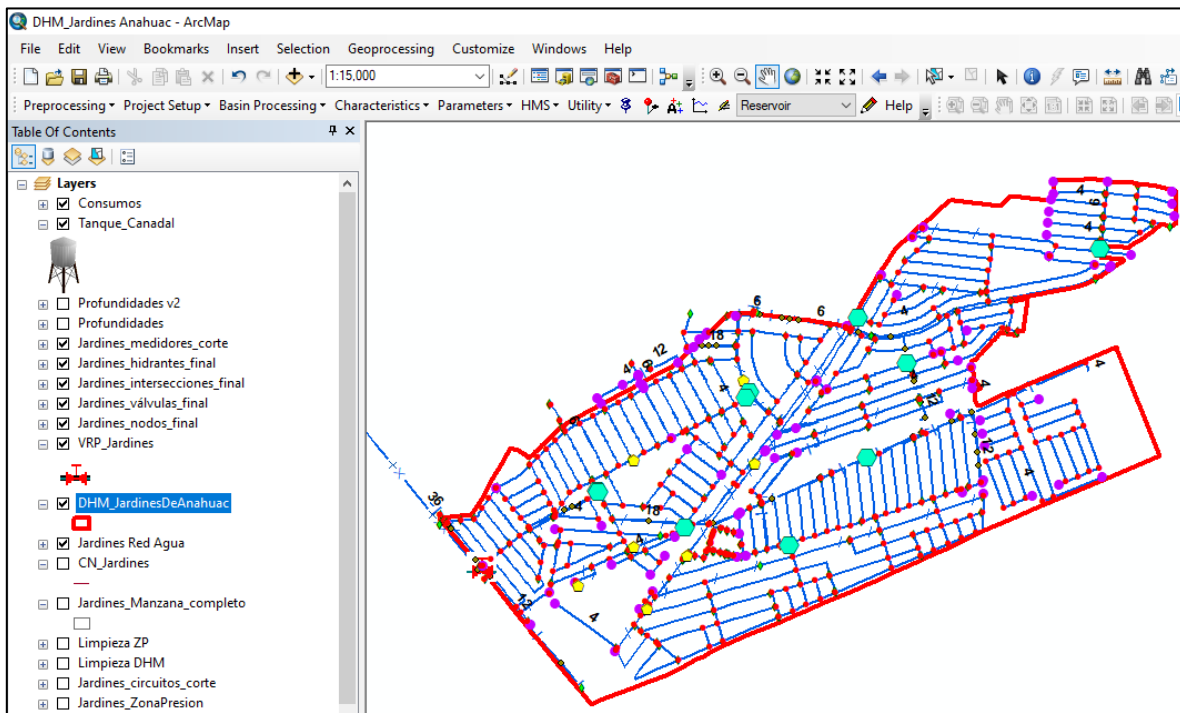 DHM_Jardines Anahuac - ArcMap
File Edit View Bookmarks Insert Selection Geoprocessing Customize Windows Help
1:15,000
Preprocessing Project Setup Basin Processing Characteristics Parameters HMS Utility Reservoir Help
Table Of Contents
Layers
Consumos
Tanque_Canadal
Profundidades v2
Profundidades
Jardines_medidores_corte
Jardines_hidrantes_final
Jardines_intersecciones_final
Jardines_válvulas_final
Jardines_nodos_final
VRP_Jardines
DHM_JardinesDeAnahuac
Jardines Red Agua
CN_Jardines
Jardines_Manzana_completo
Limpieza ZP
Limpieza DHM
Jardines_circuitos_corte
Jardines_ZonaPresion
4
6
4
6
6
4
18
12
4
6
4
4
4
12
6
12
4
36
4
18
4
12
4